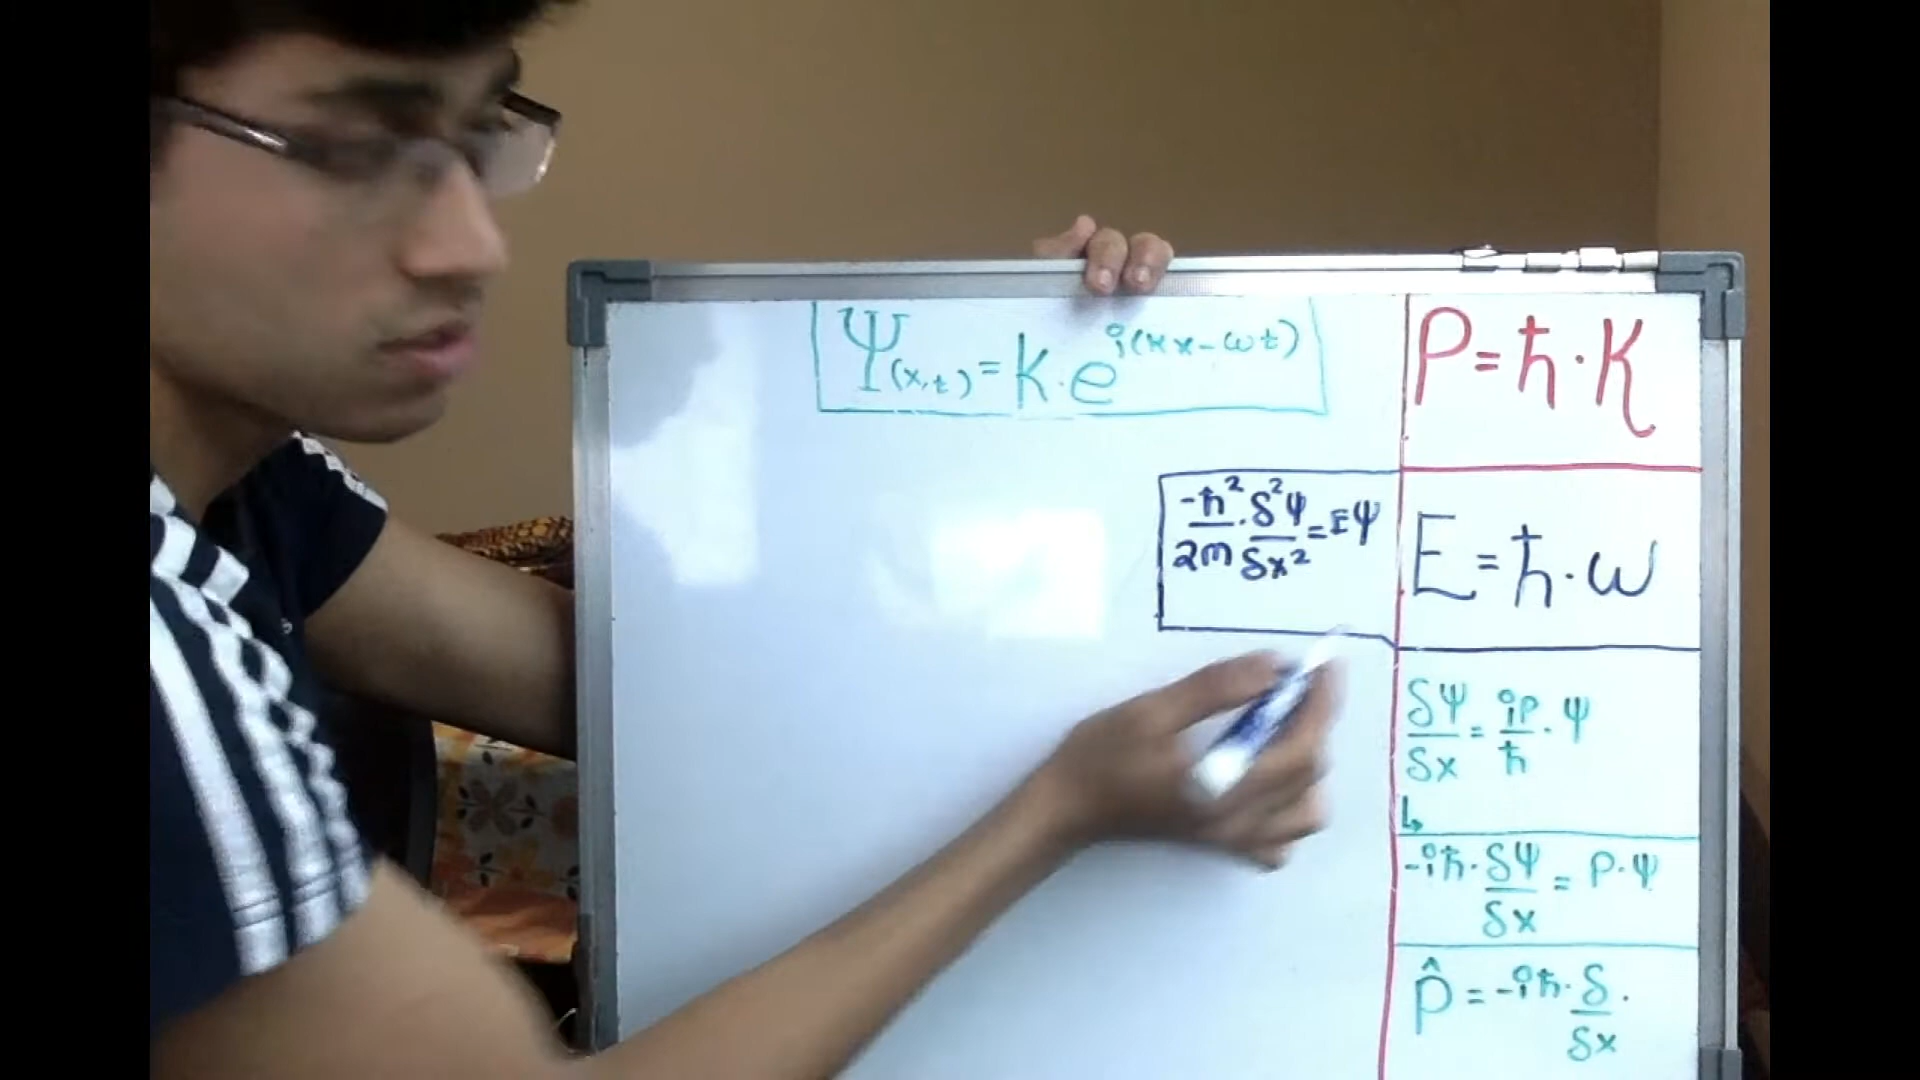 Ψ(x,t) = k·e^i(kx-ωt)
-ħ²/2m · δ²Ψ/δx² = EΨ
P = ħ·K
E = ħ·ω
δΨ/δx = iP/ħ · Ψ
↳
-iħ · δΨ/δx = P·Ψ
p̂ = -iħ · δ/δx ·